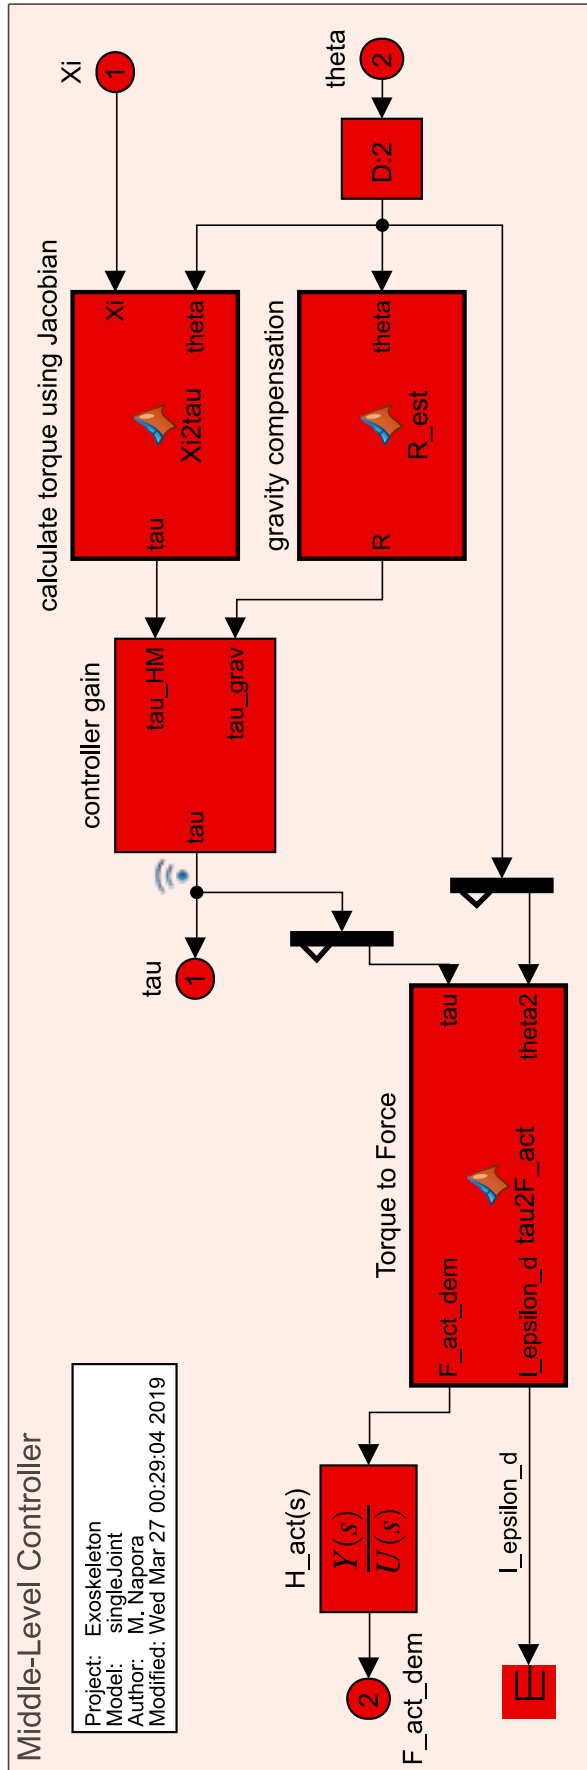 Middle-Level Controller
Project: Exoskeleton
Model: singleJoint
Author: M. Napora
Modified: Wed Mar 27 00:29:04 2019
Xi
1
theta
2
D:2
calculate torque using Jacobian
Xi
theta
Xi2tau
tau
gravity compensation
theta
R_est
R
controller gain
tau_HM
tau_grav
tau
tau
1
Torque to Force
tau
theta2
tau2F_act
F_act_dem
I_epsilon_d
H_act(s)
Y(s)
U(s)
2
F_act_dem
I_epsilon_d